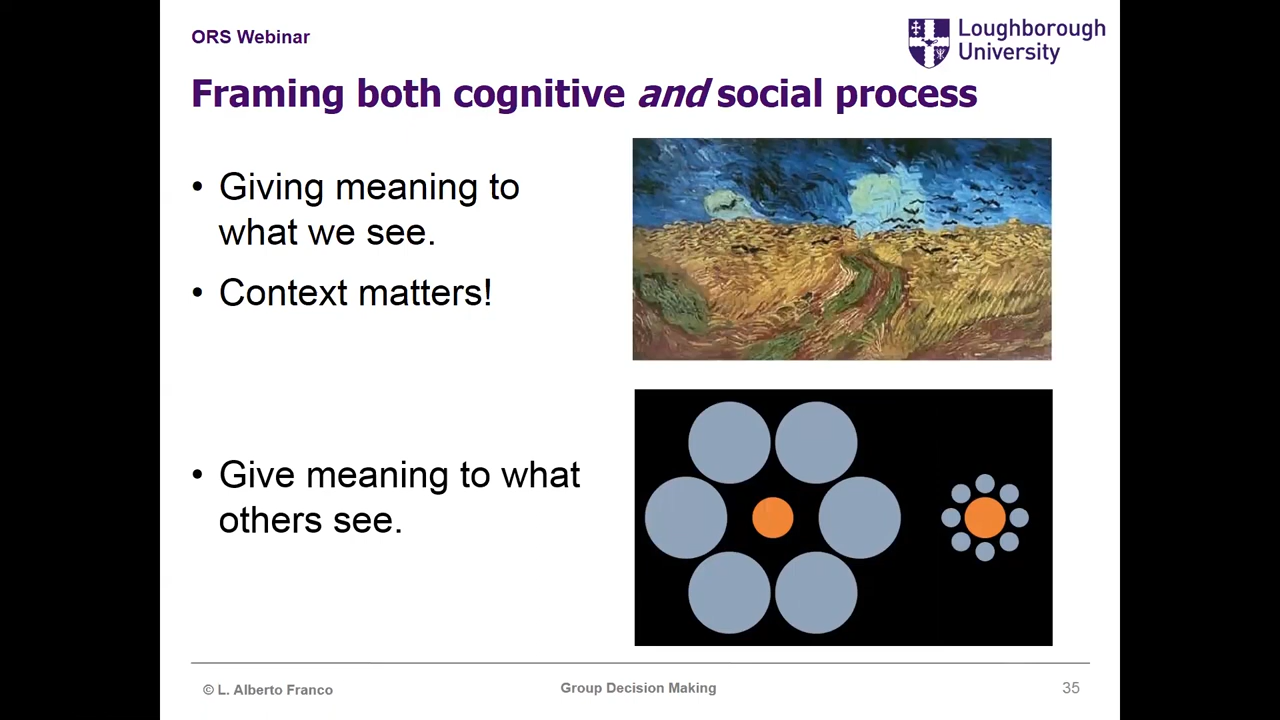 ORS Webinar
Loughborough
University
Framing both cognitive and social process
• Giving meaning to
what we see.
• Context matters!
• Give meaning to what
others see.
© L. Alberto Franco
Group Decision Making
35